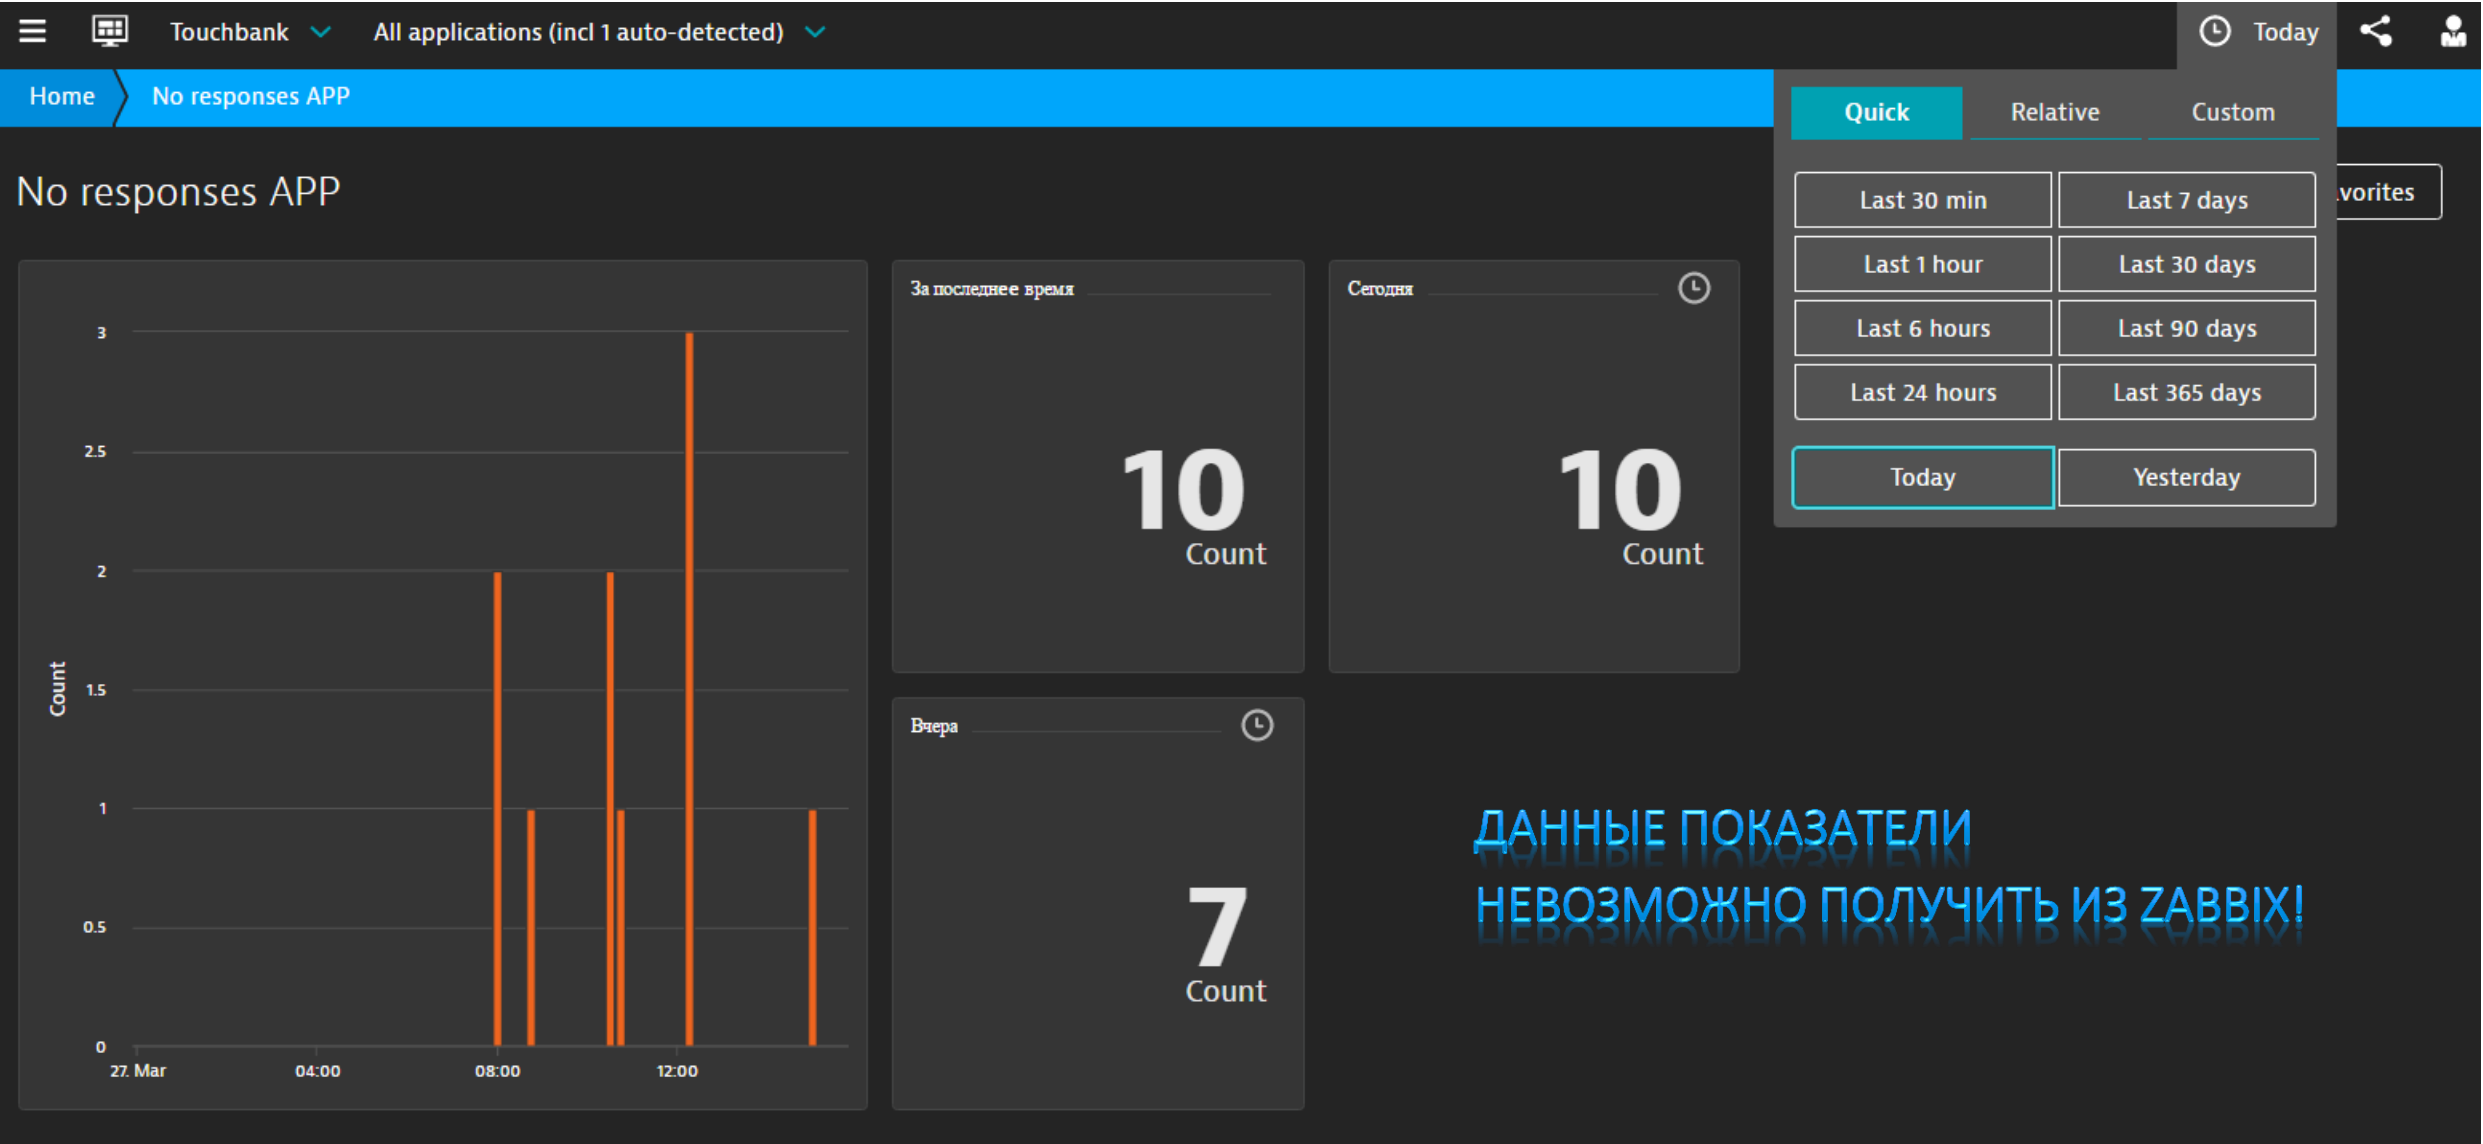 Touchbank All applications (incl 1 auto-detected) Today
Home No responses APP
Quick Relative Custom
No responses APP
vorites
Last 30 min Last 7 days
Last 1 hour Last 30 days
Last 6 hours Last 90 days
Last 24 hours Last 365 days
Today Yesterday
3
2.5
2
1.5
1
0.5
0
Count
27. Mar 04:00 08:00 12:00
За последнее время
10
Count
Сегодня
10
Count
Вчера
7
Count
ДАННЫЕ ПОКАЗАТЕЛИ
НЕВОЗМОЖНО ПОЛУЧИТЬ ИЗ ZABBIX!